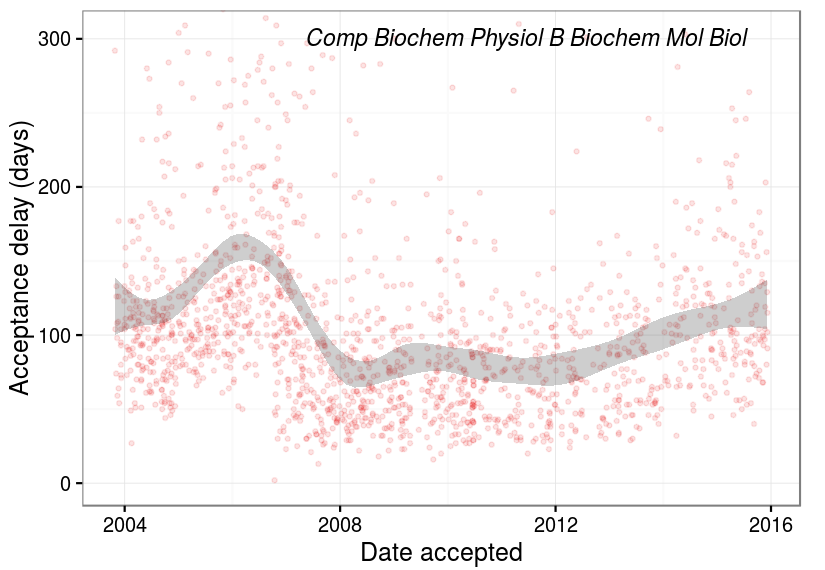 Comp Biochem Physiol B Biochem Mol Biol
Acceptance delay (days)
300
200
100
0
2004 2008 2012 2016
Date accepted